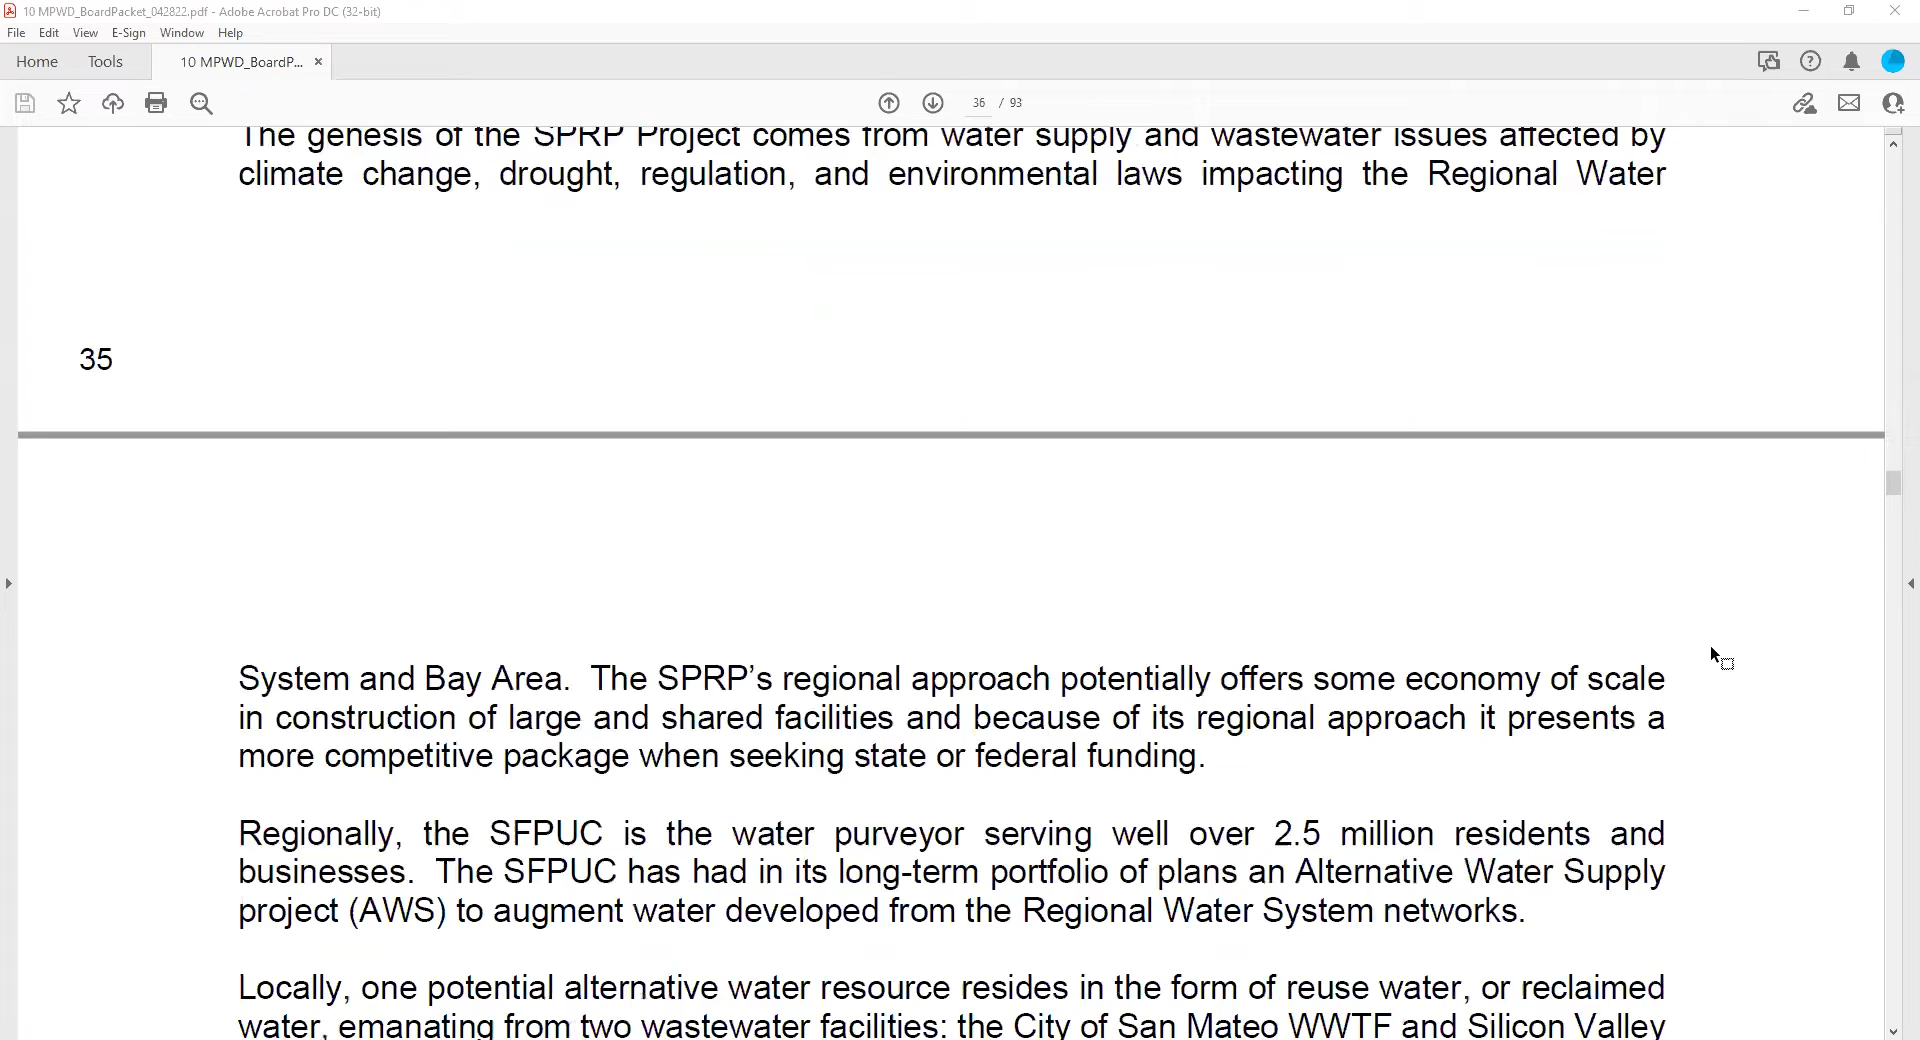 10 MPWD_BoardPacket_042822.pdf - Adobe Acrobat Pro DC (32-bit)
File Edit View E-Sign Window Help
Home Tools 10 MPWD_BoardP... ×
36 / 93
The genesis of the SPRP Project comes from water supply and wastewater issues affected by
climate change, drought, regulation, and environmental laws impacting the Regional Water
35
System and Bay Area. The SPRP’s regional approach potentially offers some economy of scale
in construction of large and shared facilities and because of its regional approach it presents a
more competitive package when seeking state or federal funding.
Regionally, the SFPUC is the water purveyor serving well over 2.5 million residents and
businesses. The SFPUC has had in its long-term portfolio of plans an Alternative Water Supply
project (AWS) to augment water developed from the Regional Water System networks.
Locally, one potential alternative water resource resides in the form of reuse water, or reclaimed
water, emanating from two wastewater facilities: the City of San Mateo WWTF and Silicon Valley